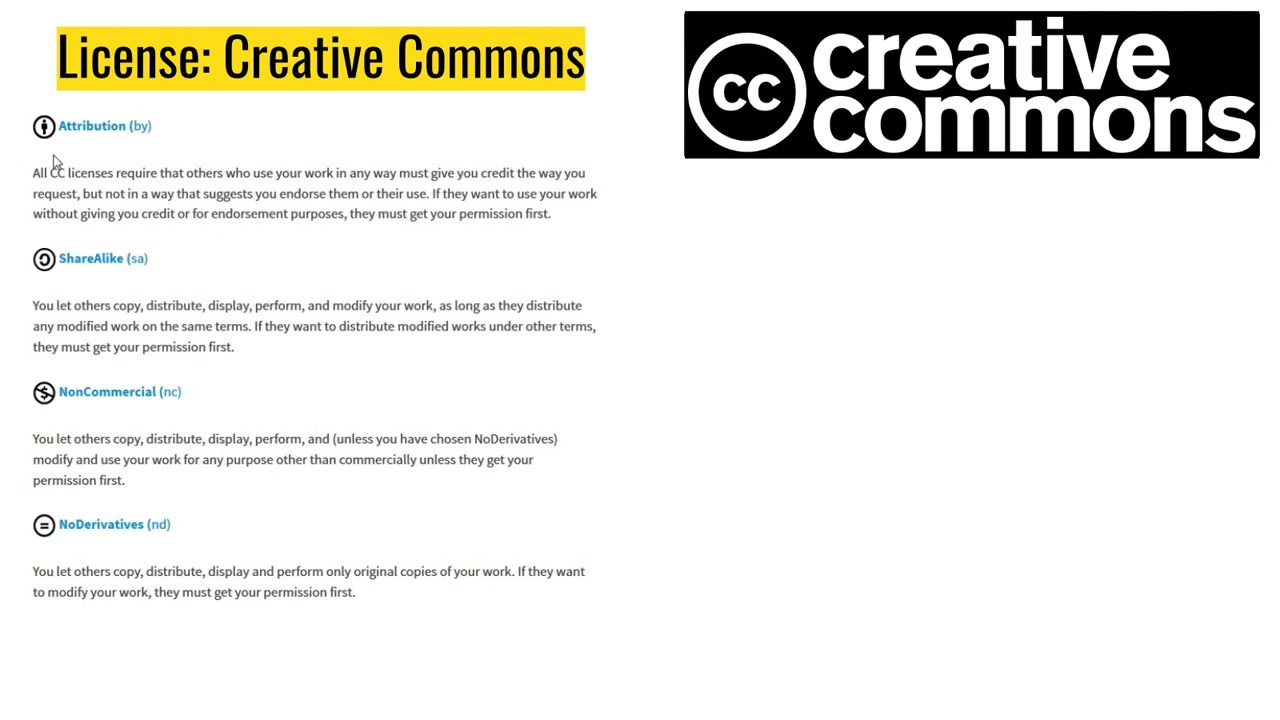 License: Creative Commons
cc creative
commons
Attribution (by)
All CC licenses require that others who use your work in any way must give you credit the way you
request, but not in a way that suggests you endorse them or their use. If they want to use your work
without giving you credit or for endorsement purposes, they must get your permission first.
ShareAlike (sa)
You let others copy, distribute, display, perform, and modify your work, as long as they distribute
any modified work on the same terms. If they want to distribute modified works under other terms,
they must get your permission first.
NonCommercial (nc)
You let others copy, distribute, display, perform, and (unless you have chosen NoDerivatives)
modify and use your work for any purpose other than commercially unless they get your
permission first.
NoDerivatives (nd)
You let others copy, distribute, display and perform only original copies of your work. If they want
to modify your work, they must get your permission first.